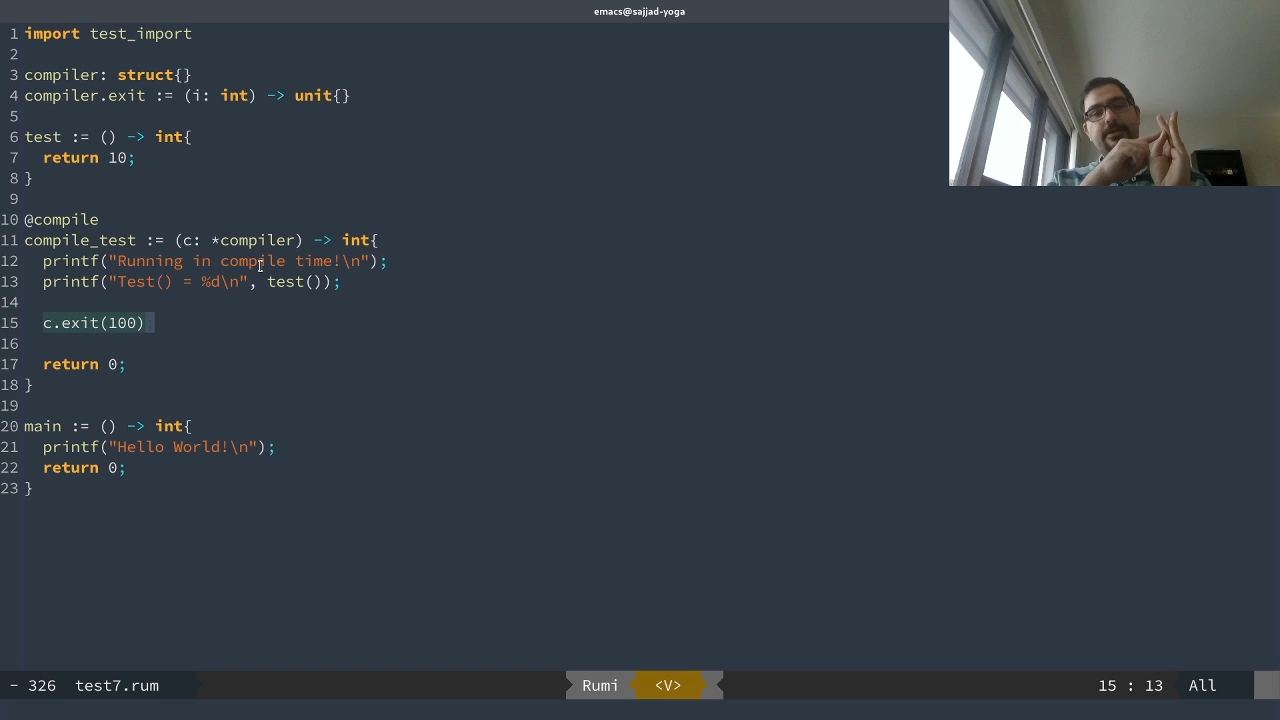 emacs@sajjad-yoga
1 import test_import
2
3 compiler: struct{}
4 compiler.exit := (i: int) -> unit{}
5
6 test := () -> int{
7   return 10;
8 }
9
10 @compile
11 compile_test := (c: *compiler) -> int{
12   printf("Running in compile time!\n");
13   printf("Test() = %d\n", test());
14
15   c.exit(100);
16
17   return 0;
18 }
19
20 main := () -> int{
21   printf("Hello World!\n");
22   return 0;
23 }
- 326 test7.rum Rumi <V> 15 : 13 All